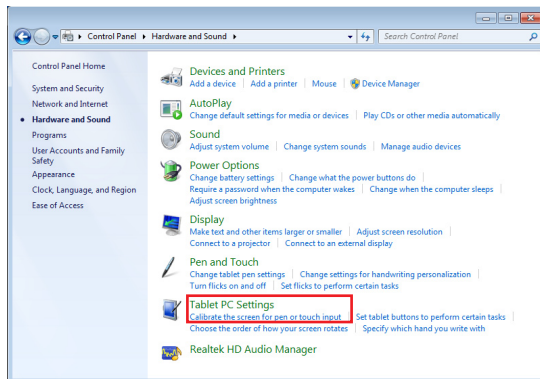 Control Panel Hardware and Sound Search Control Panel
Control Panel Home
System and Security
Network and Internet
Hardware and Sound
Programs
User Accounts and Family
Safety
Appearance
Clock, Language, and Region
Ease of Access
Devices and Printers
Add a device Add a printer Mouse Device Manager
AutoPlay
Change default settings for media or devices Play CDs or other media automatically
Sound
Adjust system volume Change system sounds Manage audio devices
Power Options
Change battery settings Change what the power buttons do
Require a password when the computer wakes Change when the computer sleeps
Adjust screen brightness
Display
Make text and other items larger or smaller Adjust screen resolution
Connect to a projector Connect to an external display
Pen and Touch
Change tablet pen settings Change settings for handwriting personalization
Turn flicks on and off Set flicks to perform certain tasks
Tablet PC Settings
Calibrate the screen for pen or touch input Set tablet buttons to perform certain tasks
Choose the order of how your screen rotates Specify which hand you write with
Realtek HD Audio Manager